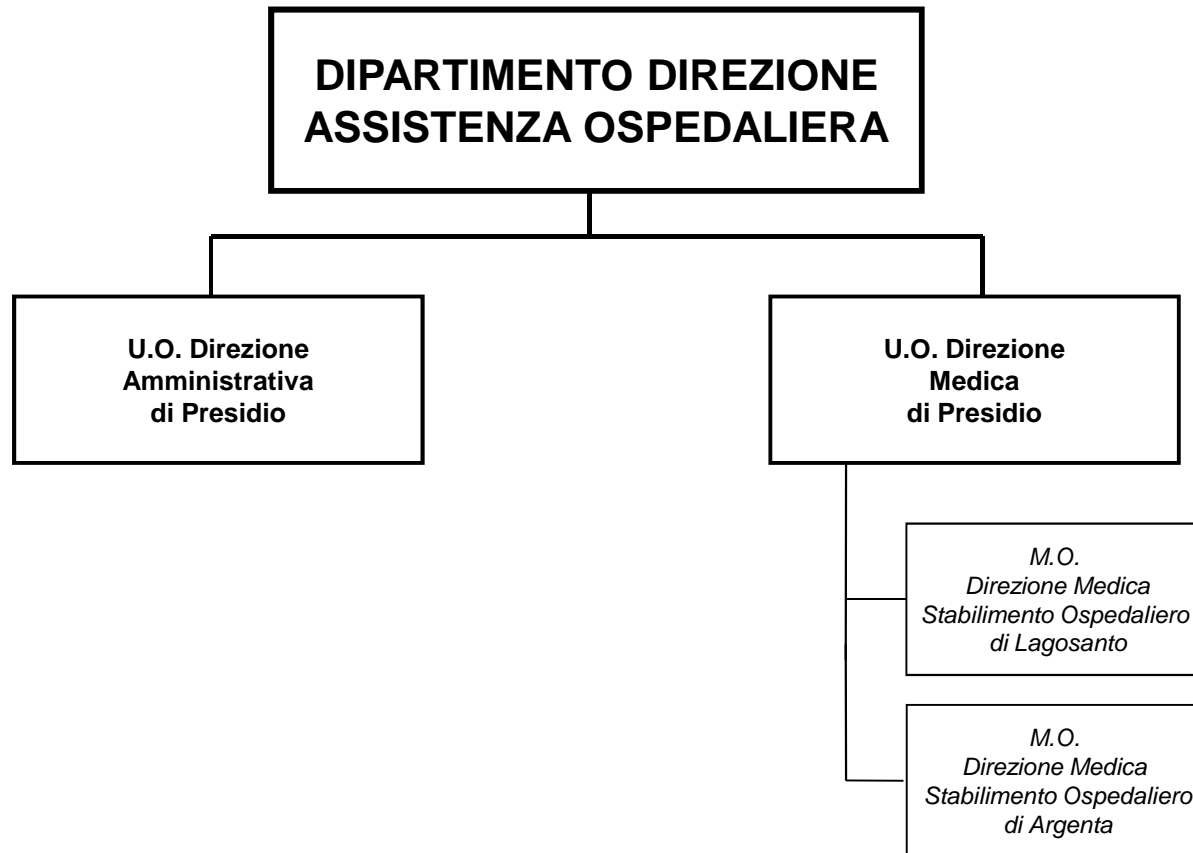 DIPARTIMENTO DIREZIONE
ASSISTENZA OSPEDALIERA
U.O. Direzione
Amministrativa
di Presidio
U.O. Direzione
Medica
di Presidio
M.O.
Direzione Medica
Stabilimento Ospedaliero
di Lagosanto
M.O.
Direzione Medica
Stabilimento Ospedaliero
di Argenta